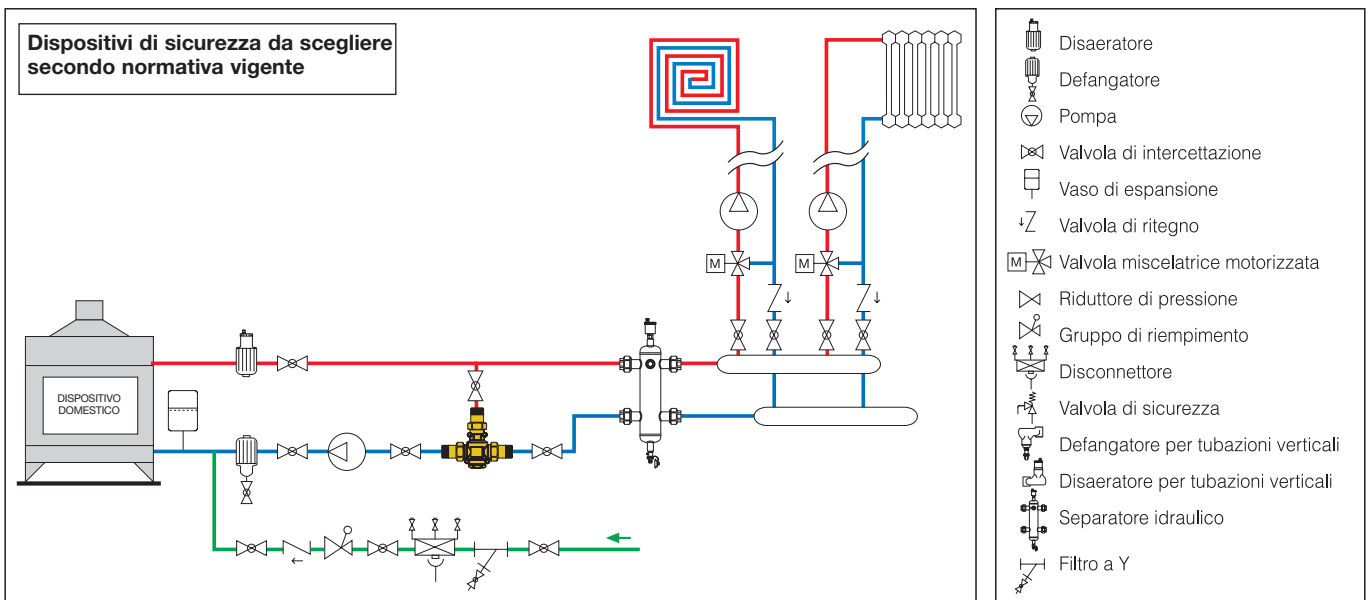 Dispositivi di sicurezza da scegliere
secondo normativa vigente
M
M
DISPOSITIVO
DOMESTICO
Disaeratore
Defangatore
Pompa
Valvola di intercettazione
Vaso di espansione
Valvola di ritegno
M
Valvola miscelatrice motorizzata
Riduttore di pressione
Gruppo di riempimento
Disconnettore
Valvola di sicurezza
Defangatore per tubazioni verticali
Disaeratore per tubazioni verticali
Separatore idraulico
Filtro a Y